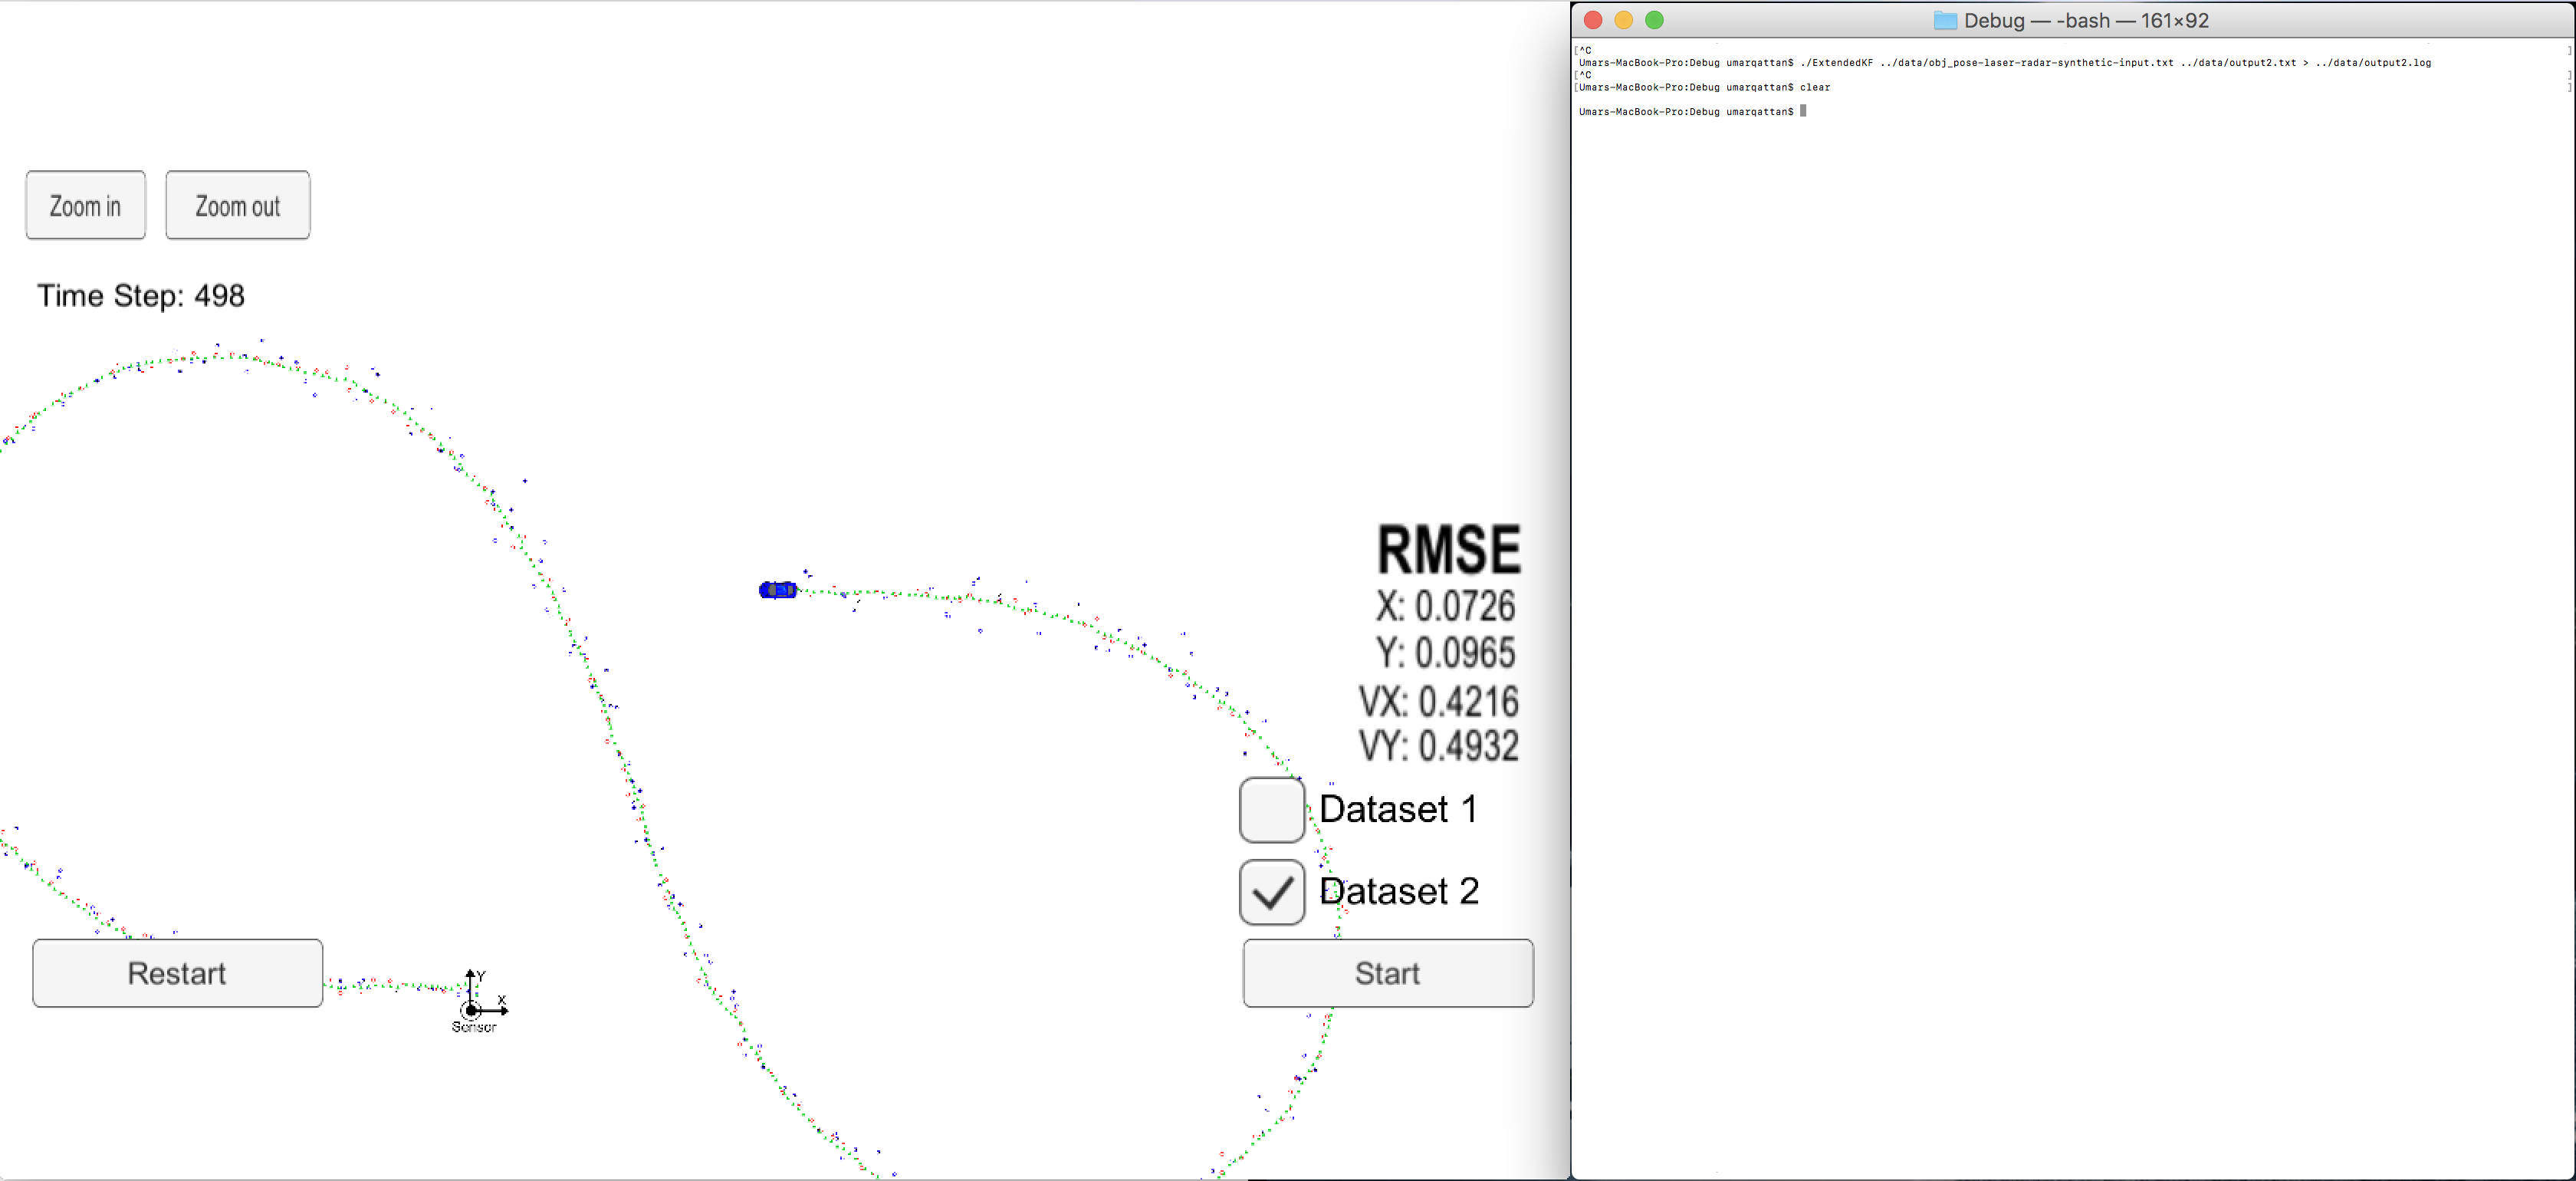 Zoom in
Zoom out
Time Step: 498
RMSE
X: 0.0726
Y: 0.0965
VX: 0.4216
VY: 0.4932
Dataset 1
Dataset 2
Restart
Start
Y
X
Sensor
Debug — -bash — 161×92
[^C ]
Umars-MacBook-Pro:Debug umarqattan$ ./ExtendedKF ../data/obj_pose-laser-radar-synthetic-input.txt ../data/output2.txt > ../data/output2.log
[^C ]
[Umars-MacBook-Pro:Debug umarqattan$ clear ]
Umars-MacBook-Pro:Debug umarqattan$